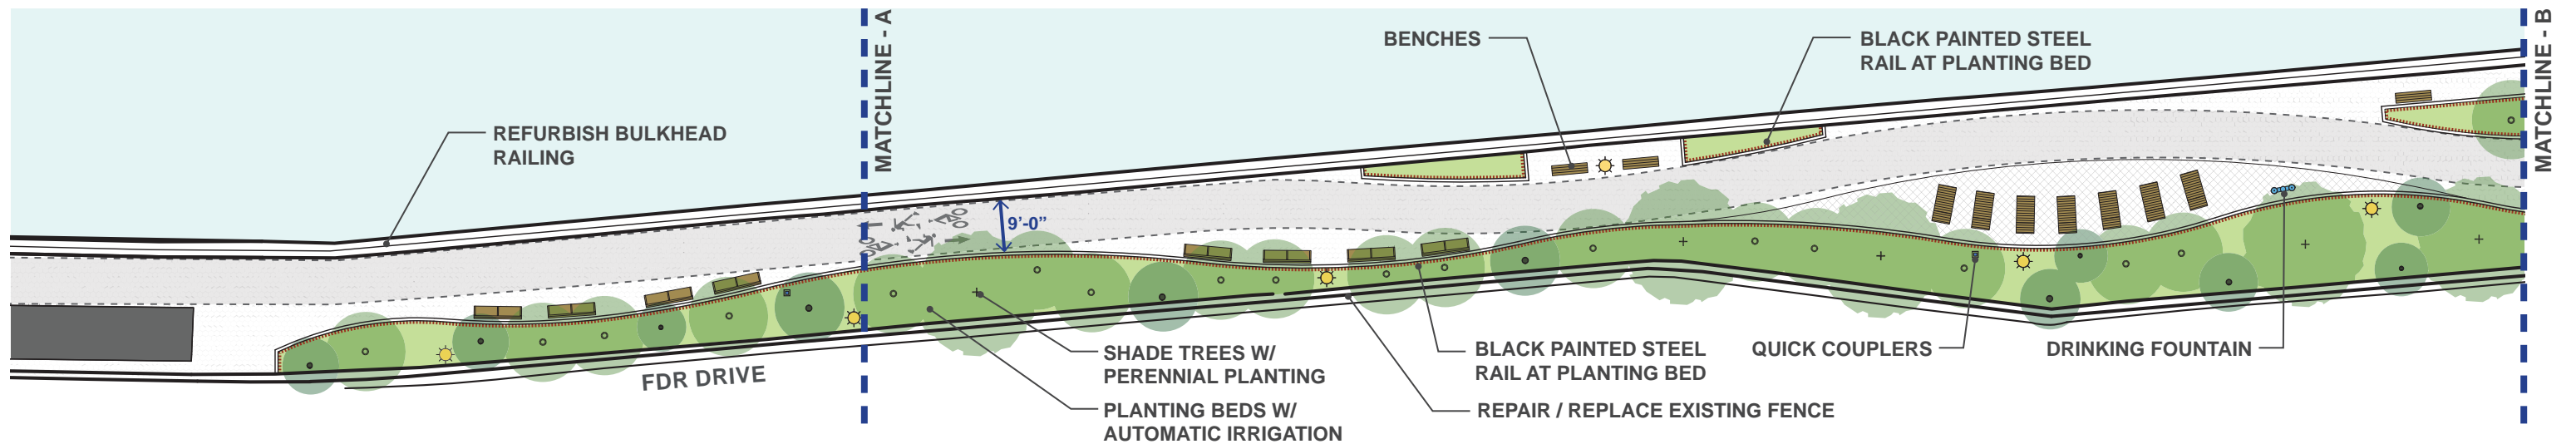 MATCHLINE - A
MATCHLINE - B
BENCHES
BLACK PAINTED STEEL
RAIL AT PLANTING BED
REFURBISH BULKHEAD
RAILING
9’-0”
SHADE TREES W/
PERENNIAL PLANTING
BLACK PAINTED STEEL
RAIL AT PLANTING BED
QUICK COUPLERS
DRINKING FOUNTAIN
FDR DRIVE
PLANTING BEDS W/
AUTOMATIC IRRIGATION
REPAIR / REPLACE EXISTING FENCE